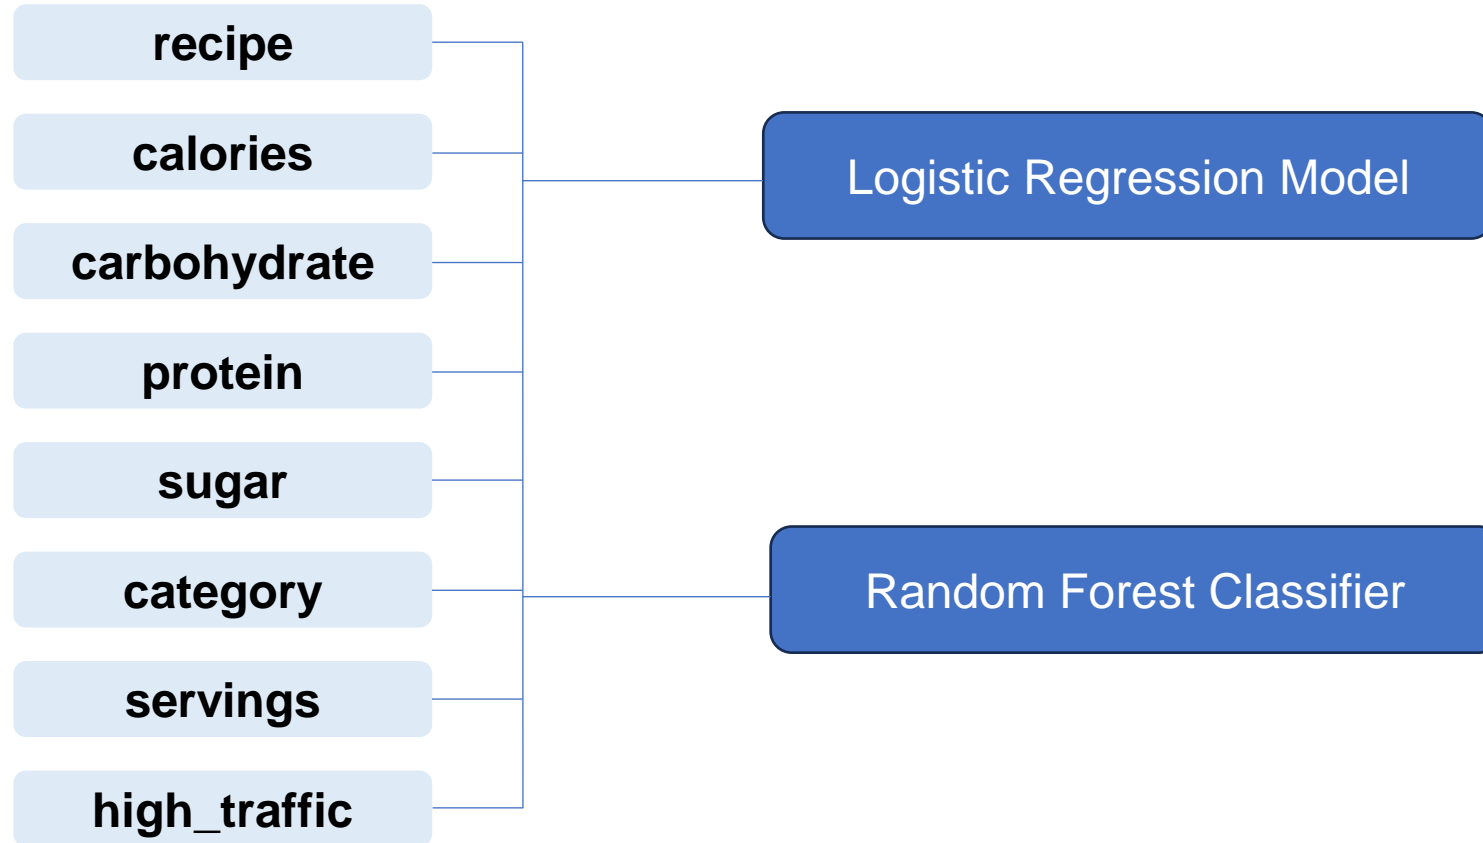 recipe
calories
carbohydrate
protein
sugar
category
servings
high_traffic
Logistic Regression Model
Random Forest Classifier